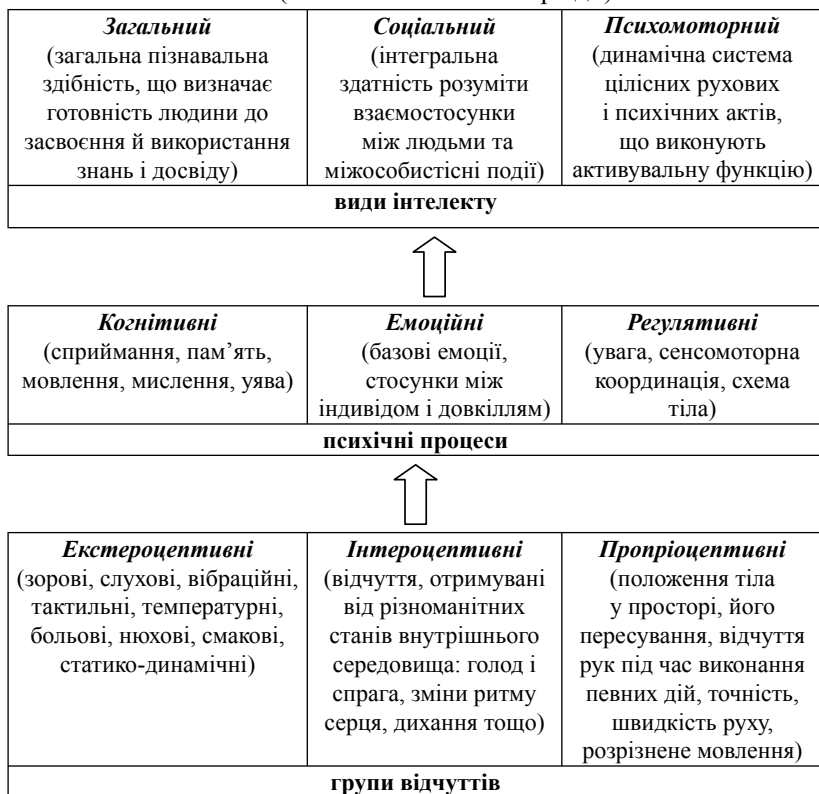 Загальний
(загальна пізнавальна
здібність, що визначає
готовність людини до
засвоєння й використання
знань і досвіду)
Соціальний
(інтегральна
здатність розуміти
взаємостосунки
між людьми та
міжособистісні події)
Психомоторний
(динамічна система
цілісних рухових
і психічних актів,
що виконують
активувальну функцію)
види інтелекту
Когнітивні
(сприймання, пам’ять,
мовлення, мислення, уява)
Емоційні
(базові емоції,
стосунки між
індивідом і довкіллям)
Регулятивні
(увага, сенсомоторна
координація, схема
тіла)
психічні процеси
Екстероцептивні
(зорові, слухові, вібраційні,
тактильні, температурні,
больові, нюхові, смакові,
статико-динамічні)
Інтероцептивні
(відчуття, отримувані
від різноманітних
станів внутрішнього
середовища: голод і
спрага, зміни ритму
серця, дихання тощо)
Пропріоцептивні
(положення тіла
у просторі, його
пересування, відчуття
рук під час виконання
певних дій, точність,
швидкість руху,
розрізнене мовлення)
групи відчуттів